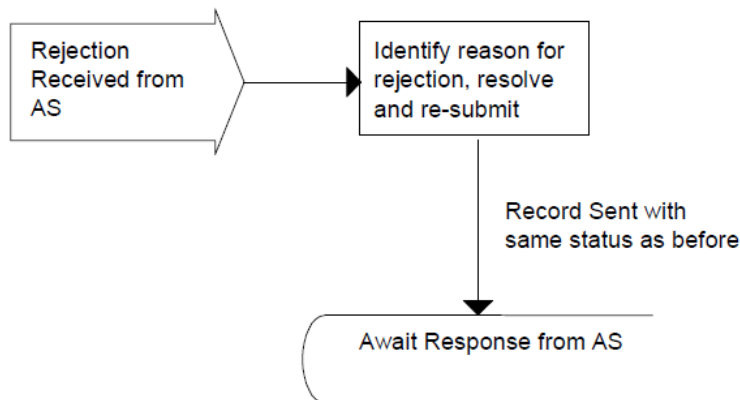 Rejection
Received from
AS
Identify reason for
rejection, resolve
and re-submit
Record Sent with
same status as before
Await Response from AS